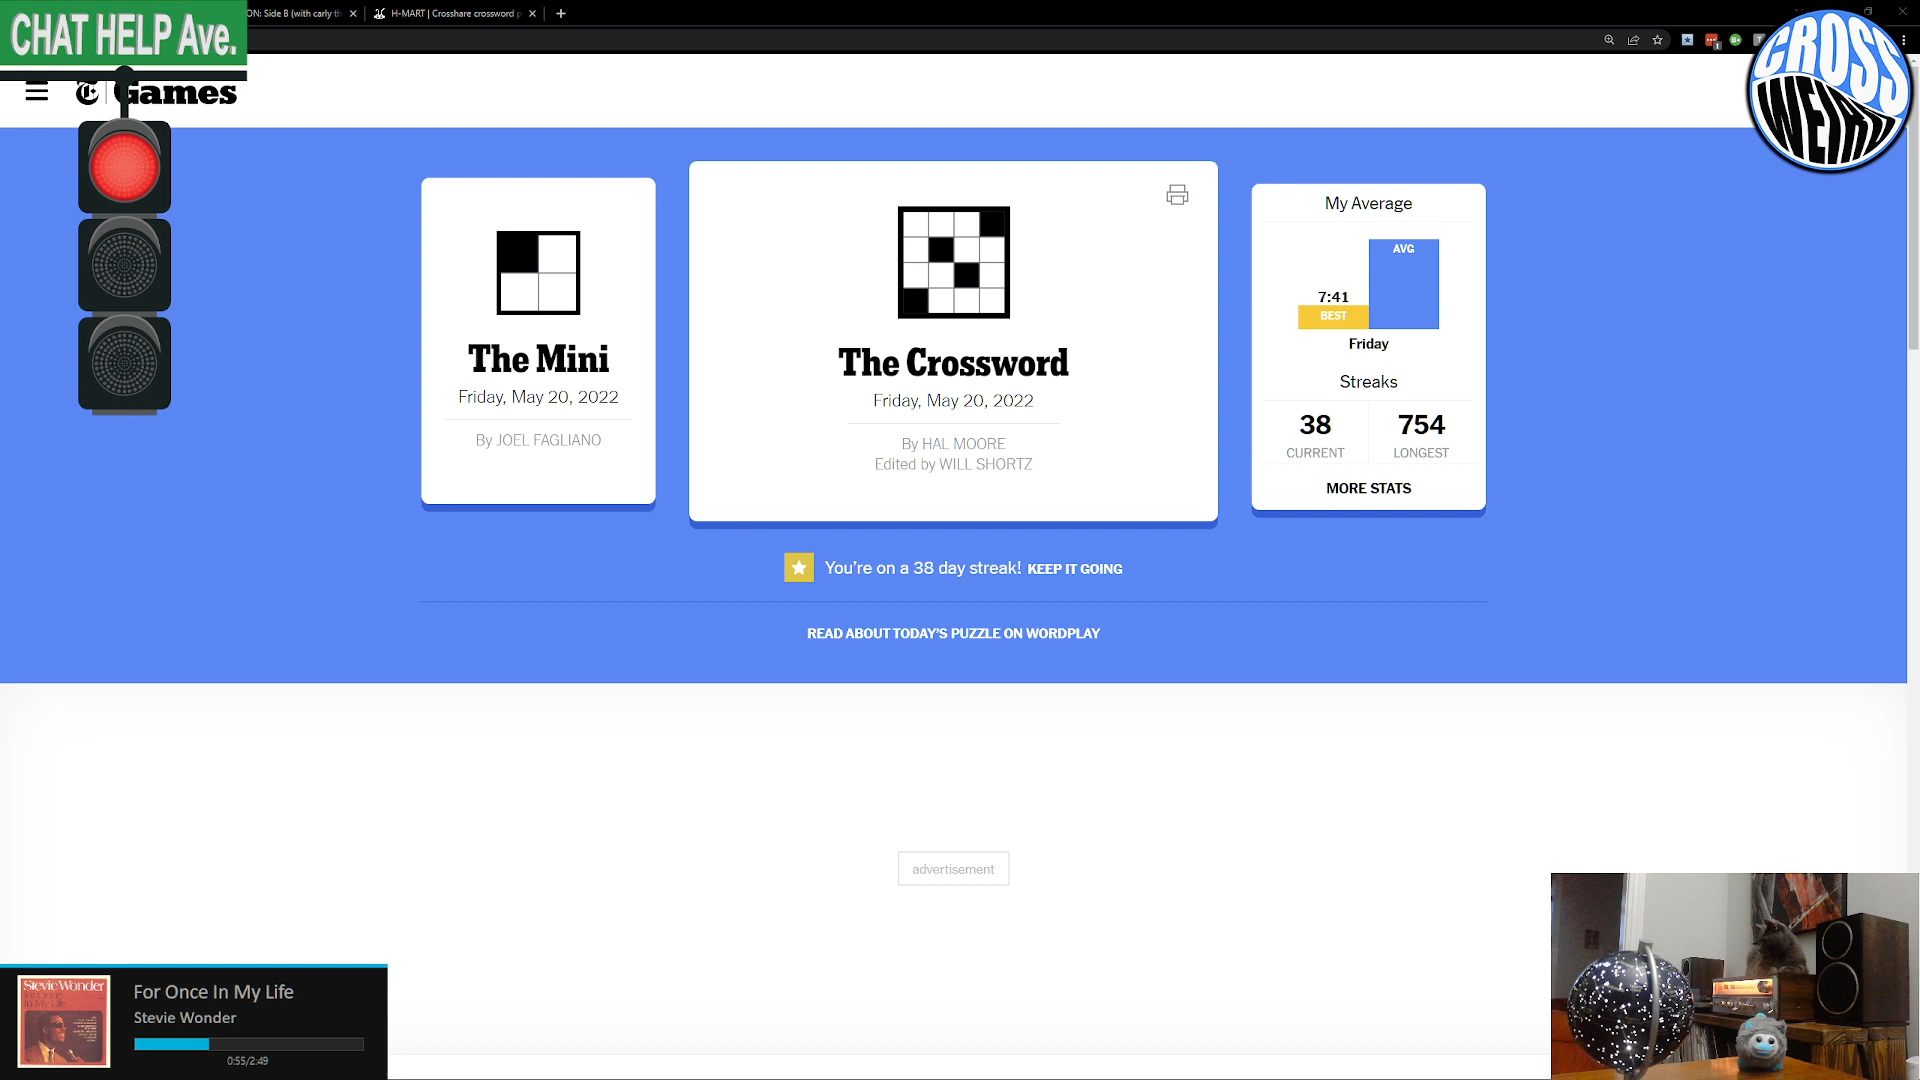 CHAT HELP Ave.
ON: Side B (with carly th
H-MART | Crosshare crossword p
CROSS
WEIRD
Games
The Mini
Friday, May 20, 2022
By JOEL FAGLIANO
The Crossword
Friday, May 20, 2022
By HAL MOORE
Edited by WILL SHORTZ
My Average
7:41
BEST
AVG
Friday
Streaks
38
754
CURRENT
LONGEST
MORE STATS
You're on a 38 day streak! KEEP IT GOING
READ ABOUT TODAY'S PUZZLE ON WORDPLAY
advertisement
Stevie Wonder
For Once In My Life
Stevie Wonder
0:55/2:49